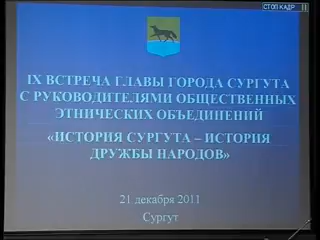 СТОП КАДР
IX ВСТРЕЧА ГЛАВЫ ГОРОДА СУРГУТА
С РУКОВОДИТЕЛЯМИ ОБЩЕСТВЕННЫХ
ЭТНИЧЕСКИХ ОБЪЕДИНЕНИЙ
«ИСТОРИЯ СУРГУТА – ИСТОРИЯ
ДРУЖБЫ НАРОДОВ»
21 декабря 2011
Сургут